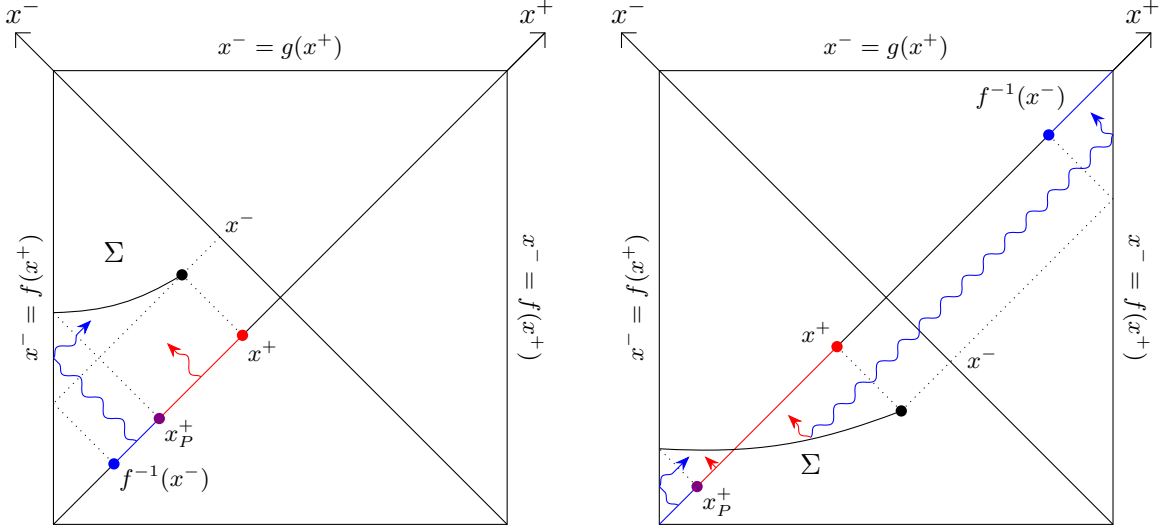 x⁻
x⁺
x⁻ = g(x⁺)
x⁻
Σ
x⁻ = f(x⁺)
x⁻ = f(x⁺)
x⁺
x_P⁺
f⁻¹(x⁻)
x⁻
x⁺
x⁻ = g(x⁺)
f⁻¹(x⁻)
x⁻ = f(x⁺)
x⁻ = f(x⁺)
x⁺
x⁻
Σ
x_P⁺